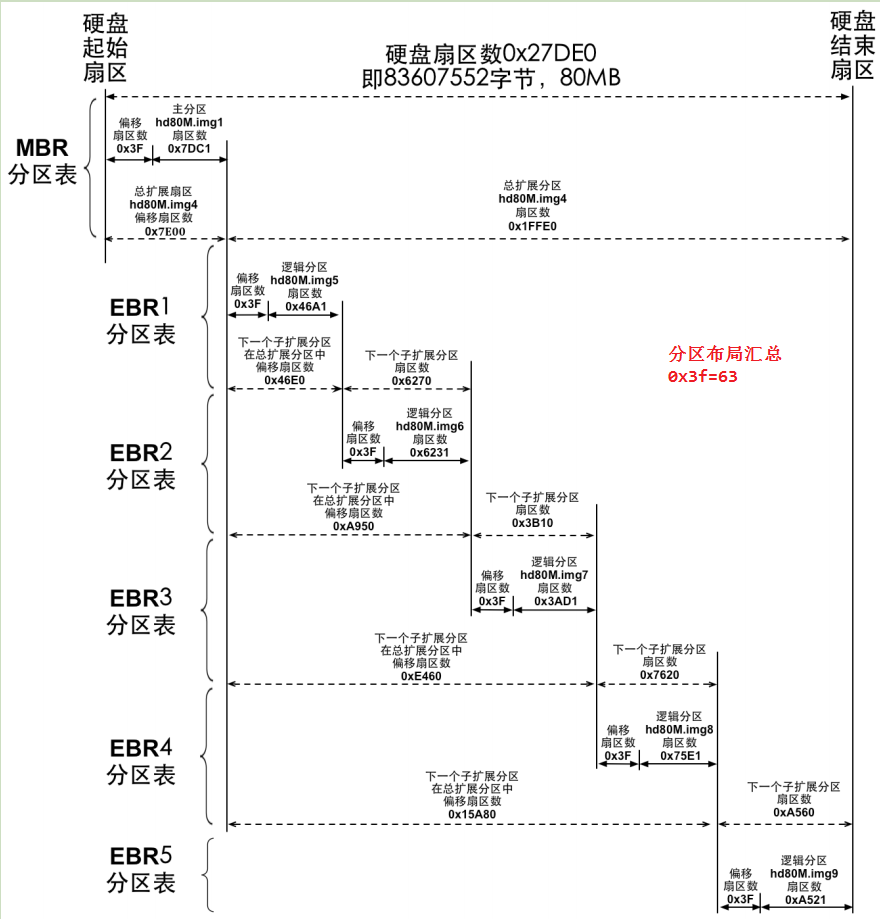 硬盘
起始
扇区
硬盘扇区数0x27DE0
即83607552字节，80MB
硬盘
结束
扇区
MBR
分区表
偏移
扇区数
0x3F
主分区
hd80M.img1
扇区数
0x7DC1
总扩展扇区
hd80M.img4
偏移扇区数
0x7E00
总扩展分区
hd80M.img4
扇区数
0x1FFE0
EBR1
分区表
偏移
扇区数
0x3F
逻辑分区
hd80M.img5
扇区数
0x46A1
下一个子扩展分区
在总扩展分区中
偏移扇区数
0x46E0
下一个子扩展分区
扇区数
0x6270
分区布局汇总
0x3f=63
EBR2
分区表
偏移
扇区数
0x3F
逻辑分区
hd80M.img6
扇区数
0x6231
下一个子扩展分区
在总扩展分区中
偏移扇区数
0xA950
下一个子扩展分区
扇区数
0x3B10
EBR3
分区表
偏移
扇区数
0x3F
逻辑分区
hd80M.img7
扇区数
0x3AD1
下一个子扩展分区
在总扩展分区中
偏移扇区数
0xE460
下一个子扩展分区
扇区数
0x7620
EBR4
分区表
偏移
扇区数
0x3F
逻辑分区
hd80M.img8
扇区数
0x75E1
下一个子扩展分区
在总扩展分区中
偏移扇区数
0x15A80
下一个子扩展分区
扇区数
0xA560
EBR5
分区表
偏移
扇区数
0x3F
逻辑分区
hd80M.img9
扇区数
0xA521